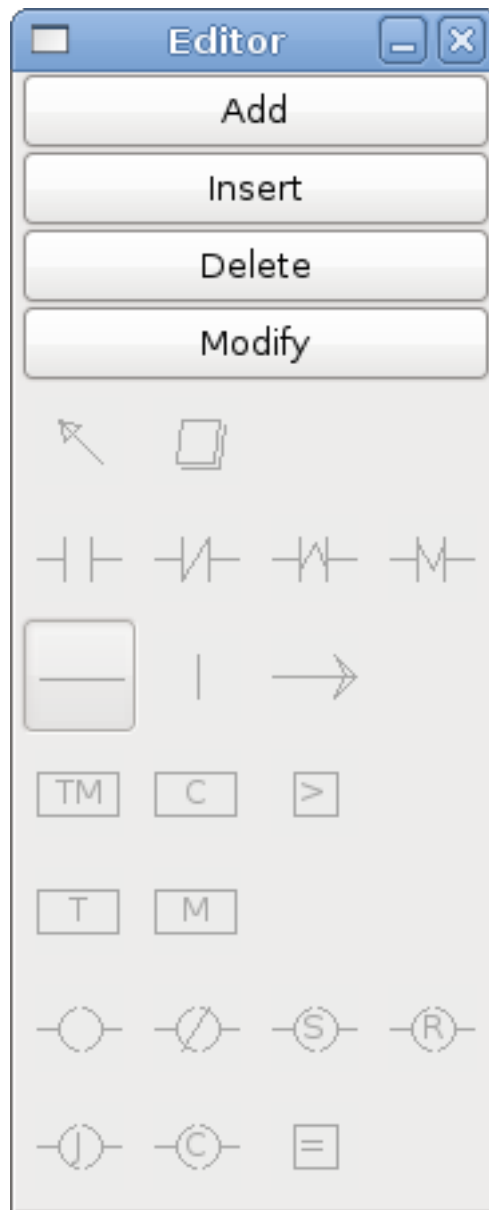 Editor
Add
Insert
Delete
Modify
TM C >
T M
S R
J C =